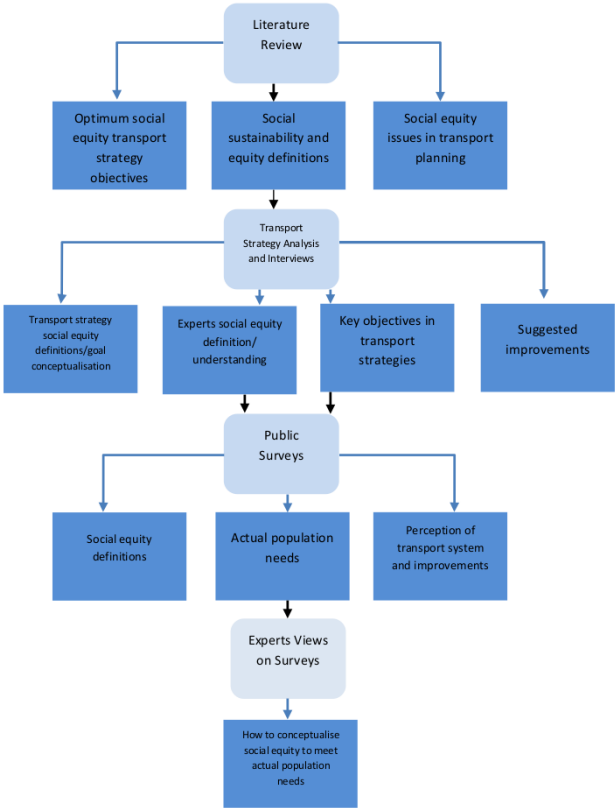 Literature
Review
Optimum social
equity transport
strategy
objectives
Social
sustainability and
equity definitions
Social equity
issues in transport
planning
Transport
Strategy Analysis
and Interviews
Transport strategy
social equity
definitions/goal
conceptualisation
Experts social equity
definition/
understanding
Key objectives in
transport
strategies
Suggested
improvements
Public
Surveys
Social equity
definitions
Actual population
needs
Perception of
transport system
and improvements
Experts Views
on Surveys
How to conceptualise
social equity to meet
actual population
needs